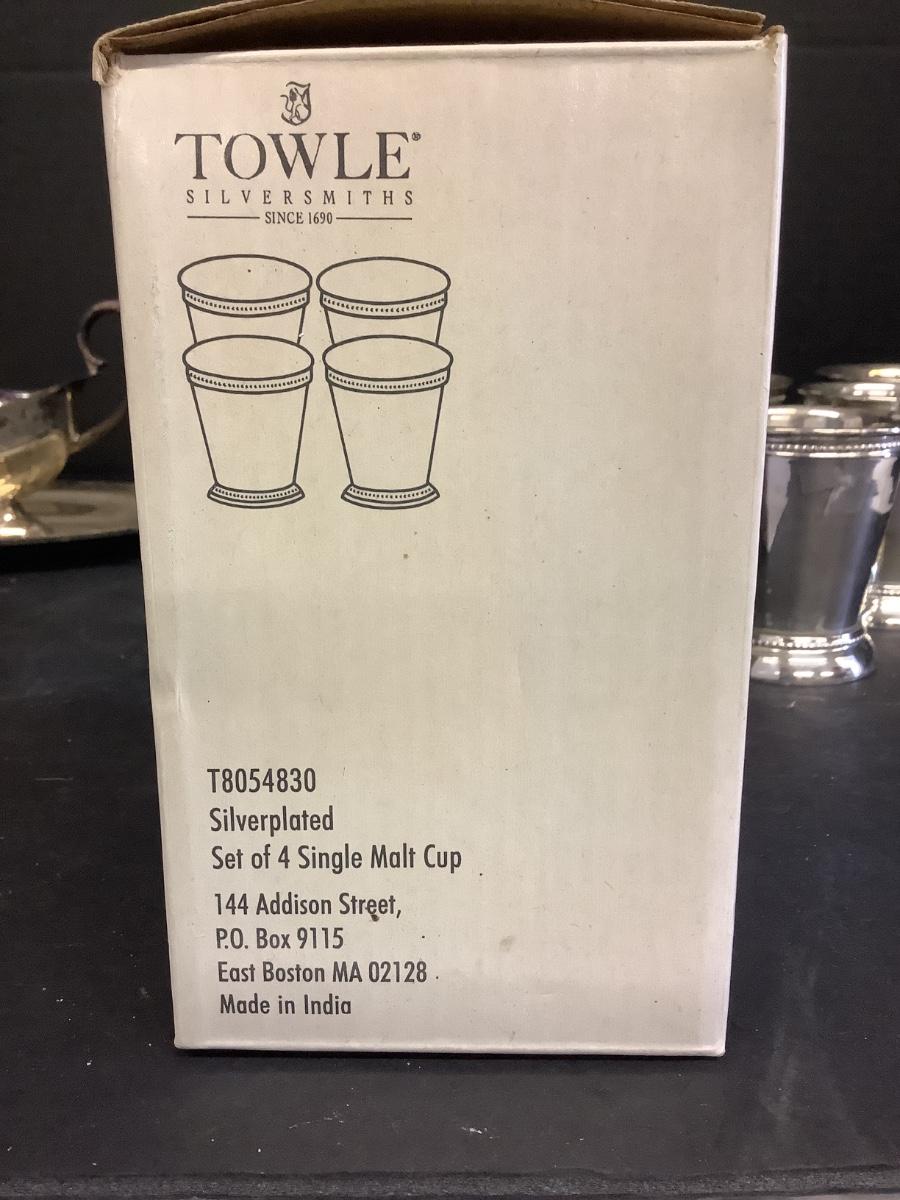 TOWLE®
SILVERSMITHS
SINCE 1690
T8054830
Silverplated
Set of 4 Single Malt Cup
144 Addison Street,
P.O. Box 9115
East Boston MA 02128
Made in India